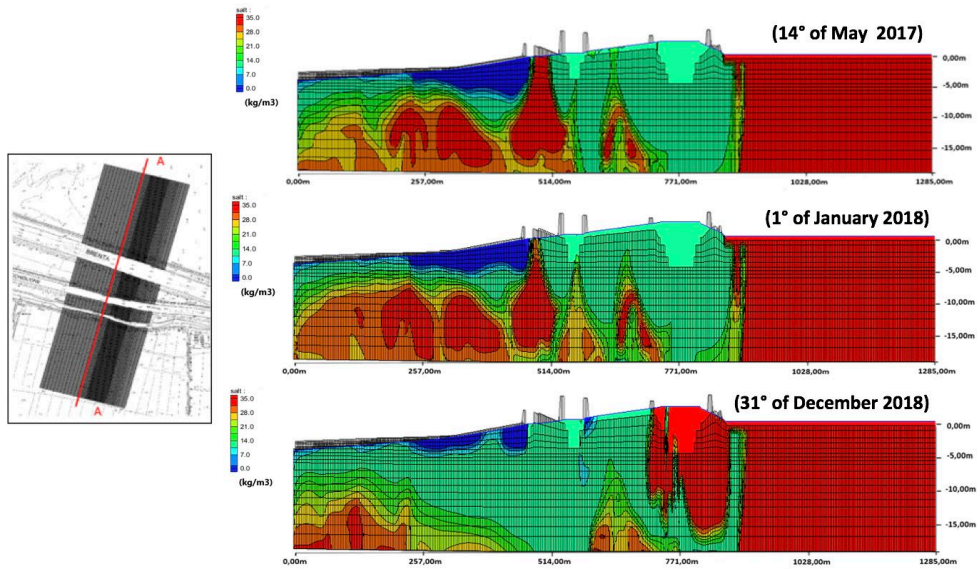 salt :
35.0
28.0
21.0
14.0
7.0
0.0
(kg/m3)
(14° of May 2017)
0,00m
-5,00m
-10,00m
-15,00m
0,00m
257,00m
514,00m
771,00m
1028,00m
1285,00m
A
BRENTA
A
salt :
35.0
28.0
21.0
14.0
7.0
0.0
(kg/m3)
(1° of January 2018)
0,00m
-5,00m
-10,00m
-15,00m
0,00m
257,00m
514,00m
771,00m
1028,00m
1285,00m
salt :
35.0
28.0
21.0
14.0
7.0
0.0
(kg/m3)
(31° of December 2018)
0,00m
-5,00m
-10,00m
-15,00m
0,00m
257,00m
514,00m
771,00m
1028,00m
1285,00m